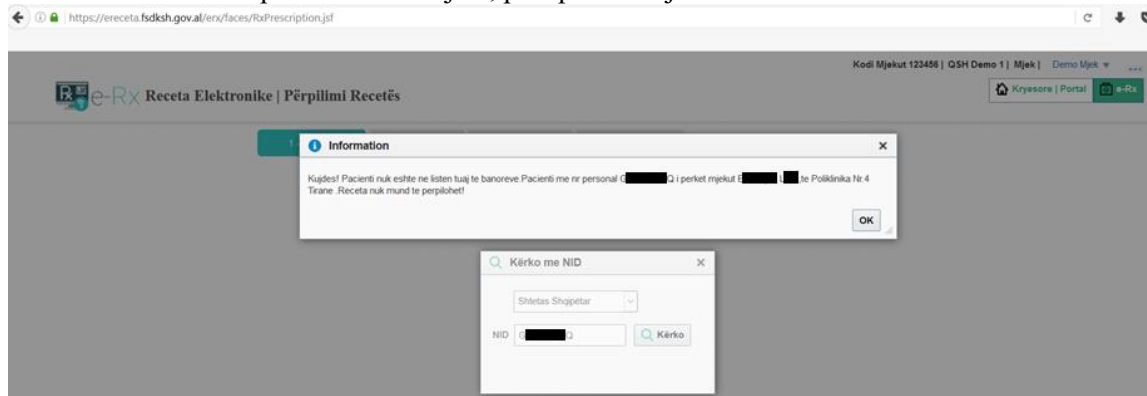 https://ereceta.fsdksh.gov.al/erx/faces/RxPrescription.jsf
Kodi Mjekut 123456 | QSH Demo 1 | Mjek | Demo Mjek
e-Rx Receta Elektronike | Përpilimi Recetës
Kryesore | Portal e-Rx
1
Information
Kujdes! Pacienti nuk eshte ne listen tuaj te banoreve.Pacienti me nr personal G Q i perket mjekut E L ,te Poliklinika Nr.4
Tirane .Receta nuk mund te perpilohet!
OK
Kërko me NID
Shtetas Shqipëtar
NID G Q Kërko